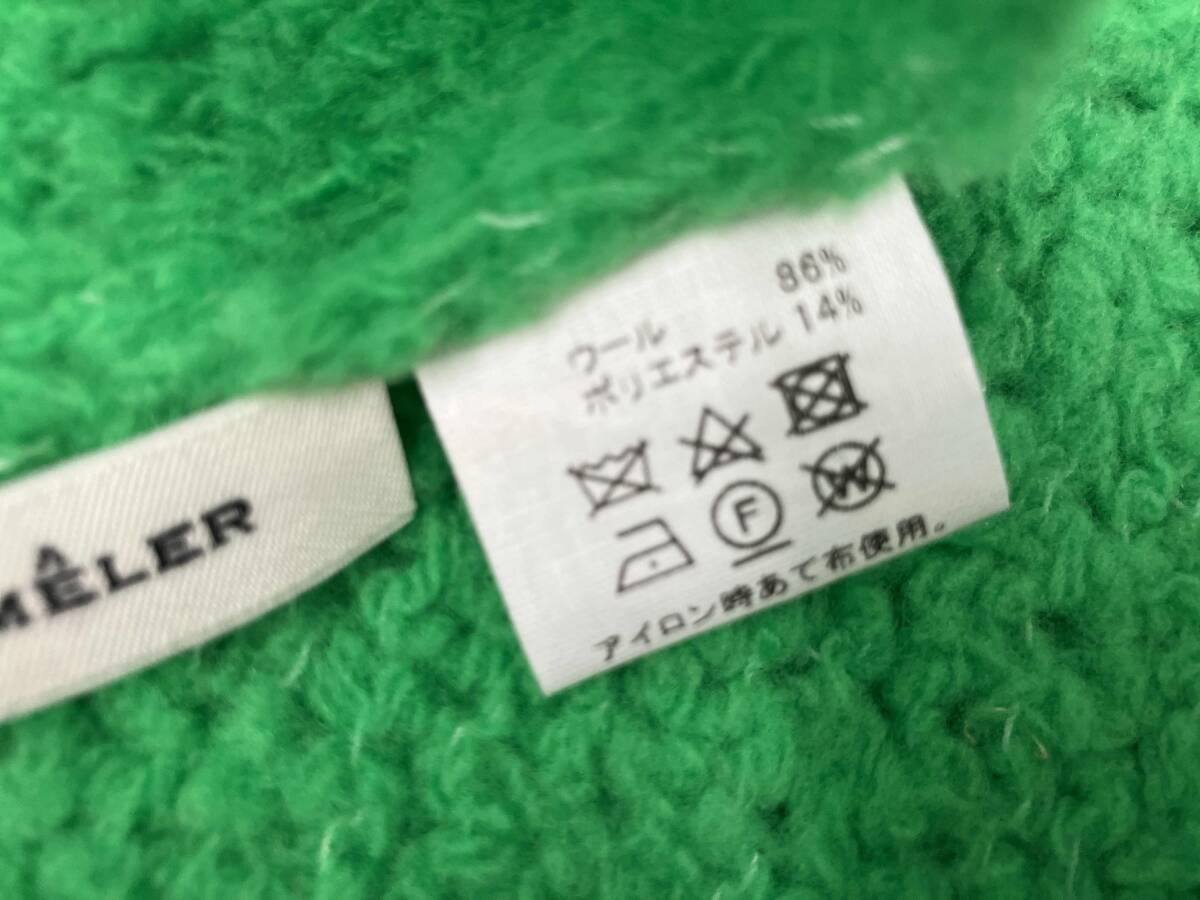 ウール 86%
ポリエステル 14%
F
W
アイロン時あて布使用。
A
MELER